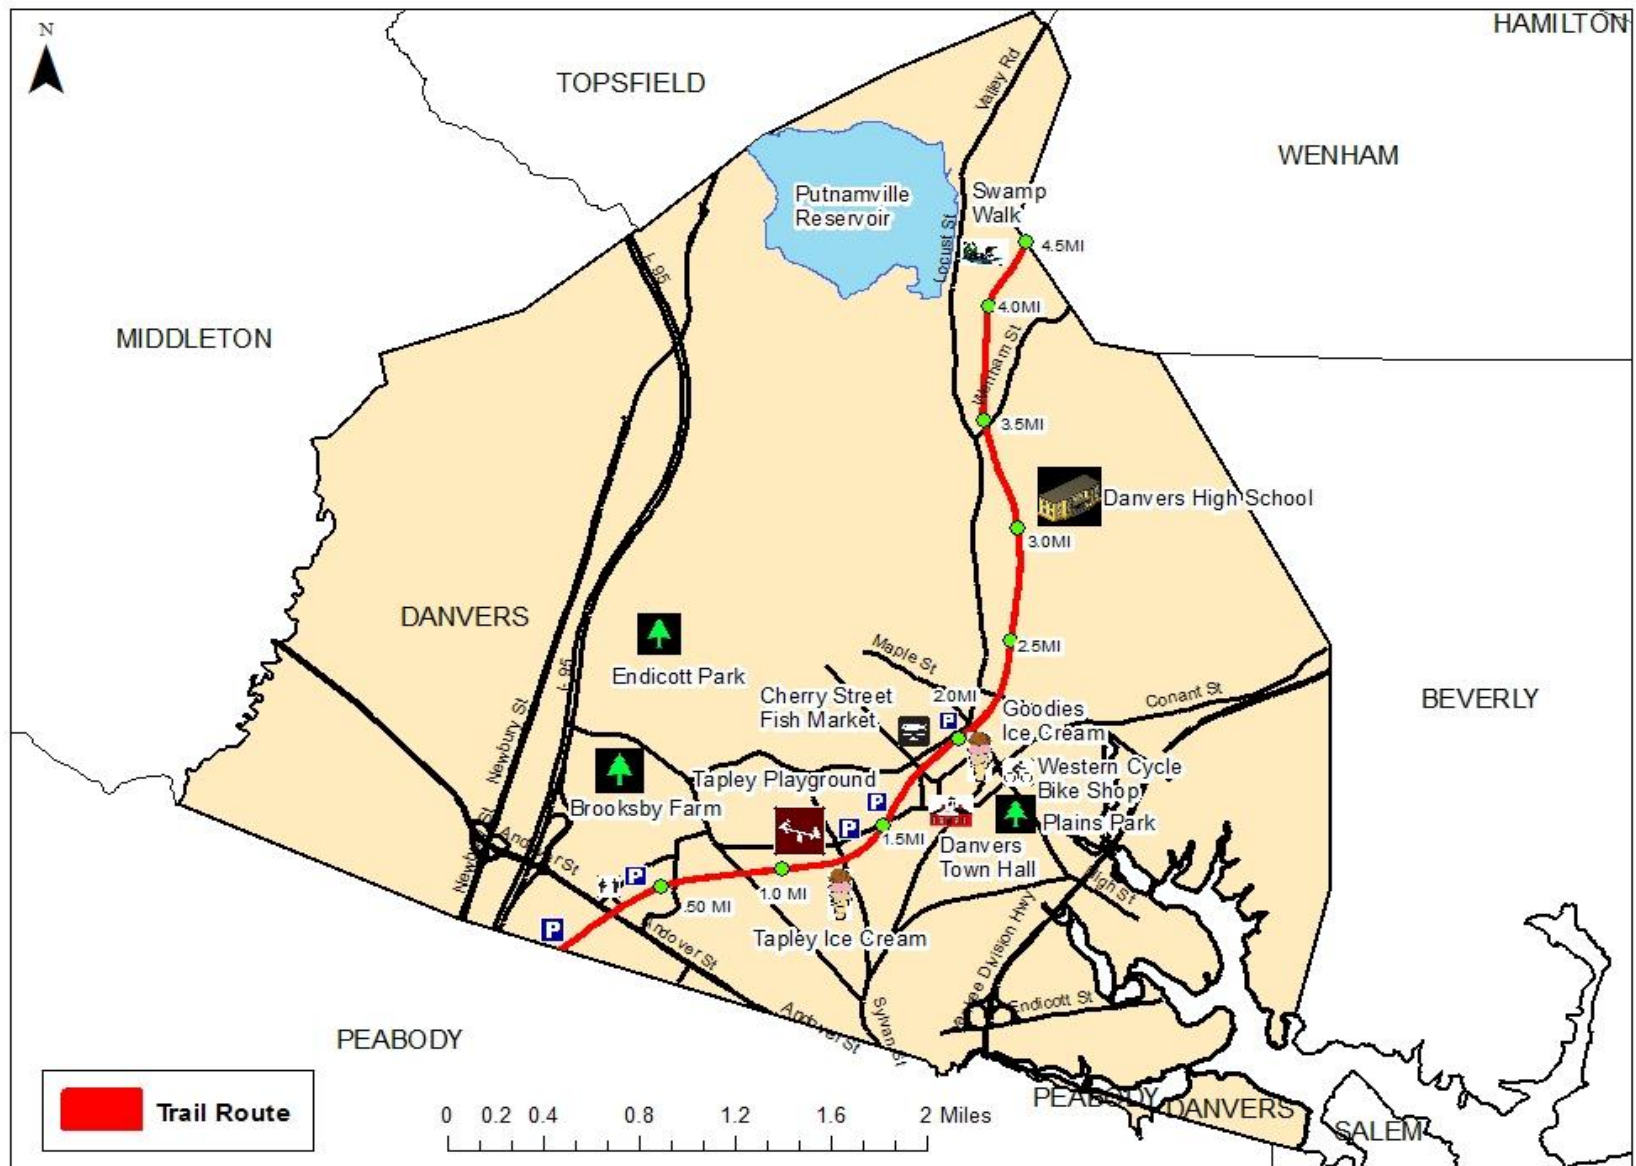 N
HAMILTON
TOPSFIELD
Valley Rd
WENHAM
Putnamville
Reservoir
Swamp
Walk
Locust St
4.5MI
I- 95
4.0MI
MIDDLETON
Wenham St
3.5MI
Danvers High School
3.0MI
DANVERS
Endicott Park
2.5MI
Maple St
I- 95
Cherry Street
Fish Market
2.0MI
P
Goodies
Ice Cream
Conant St
BEVERLY
Newbury St
Brooksby Farm
Tapley Playground
Western Cycle
Bike Shop
Plains Park
P
P
1.5MI
Danvers
Town Hall
Andover St
P
.50 MI
1.0 MI
High St
P
Andover St
Tapley Ice Cream
Division Hwy
Endicott St
Andover St
Sylvan St
PEABODY
PEABODY
DANVERS
SALEM
Trail Route
0 0.2 0.4 0.8 1.2 1.6 2 Miles